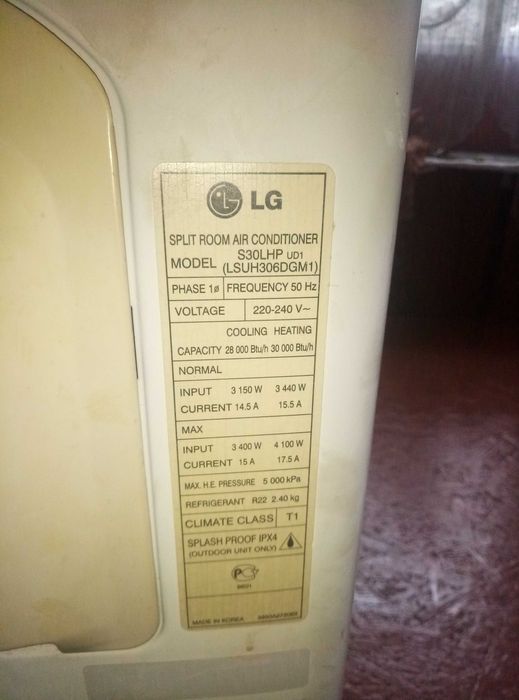 LG
SPLIT ROOM AIR CONDITIONER
MODEL S30LHP UD1
(LSUH306DGM1)
PHASE 1ø FREQUENCY 50 Hz
VOLTAGE 220-240 V~
COOLING HEATING
CAPACITY 28 000 Btu/h 30 000 Btu/h
NORMAL
INPUT 3 150 W 3 440 W
CURRENT 14.5 A 15.5 A
MAX
INPUT 3 400 W 4 100 W
CURRENT 15 A 17.5 A
MAX. H.E. PRESSURE 5 000 kPa
REFRIGERANT R22 2.40 kg
CLIMATE CLASS T1
SPLASH PROOF IPX4
(OUTDOOR UNIT ONLY)
MADE IN KOREA